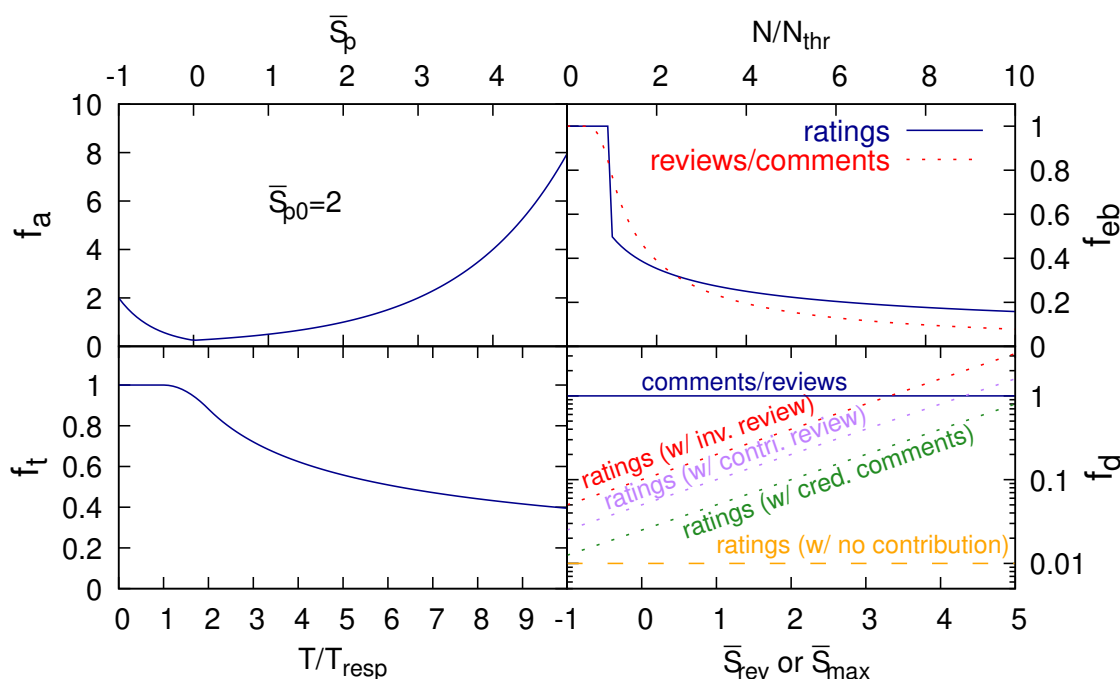 S̅p
N/Nthr
-1 0 1 2 3 4
0 2 4 6 8 10
10
8
6
4
2
0
fa
S̅p0=2
ratings
reviews/comments
1
0.8
0.6
0.4
0.2
0
feb
1
0.8
0.6
0.4
0.2
0
ft
comments/reviews
ratings (w/ inv. review)
ratings (w/ contri. review)
ratings (w/ cred. comments)
ratings (w/ no contribution)
1
0.1
0.01
fd
0 1 2 3 4 5 6 7 8 9
-1 0 1 2 3 4 5
T/Tresp
S̅rev or S̅max